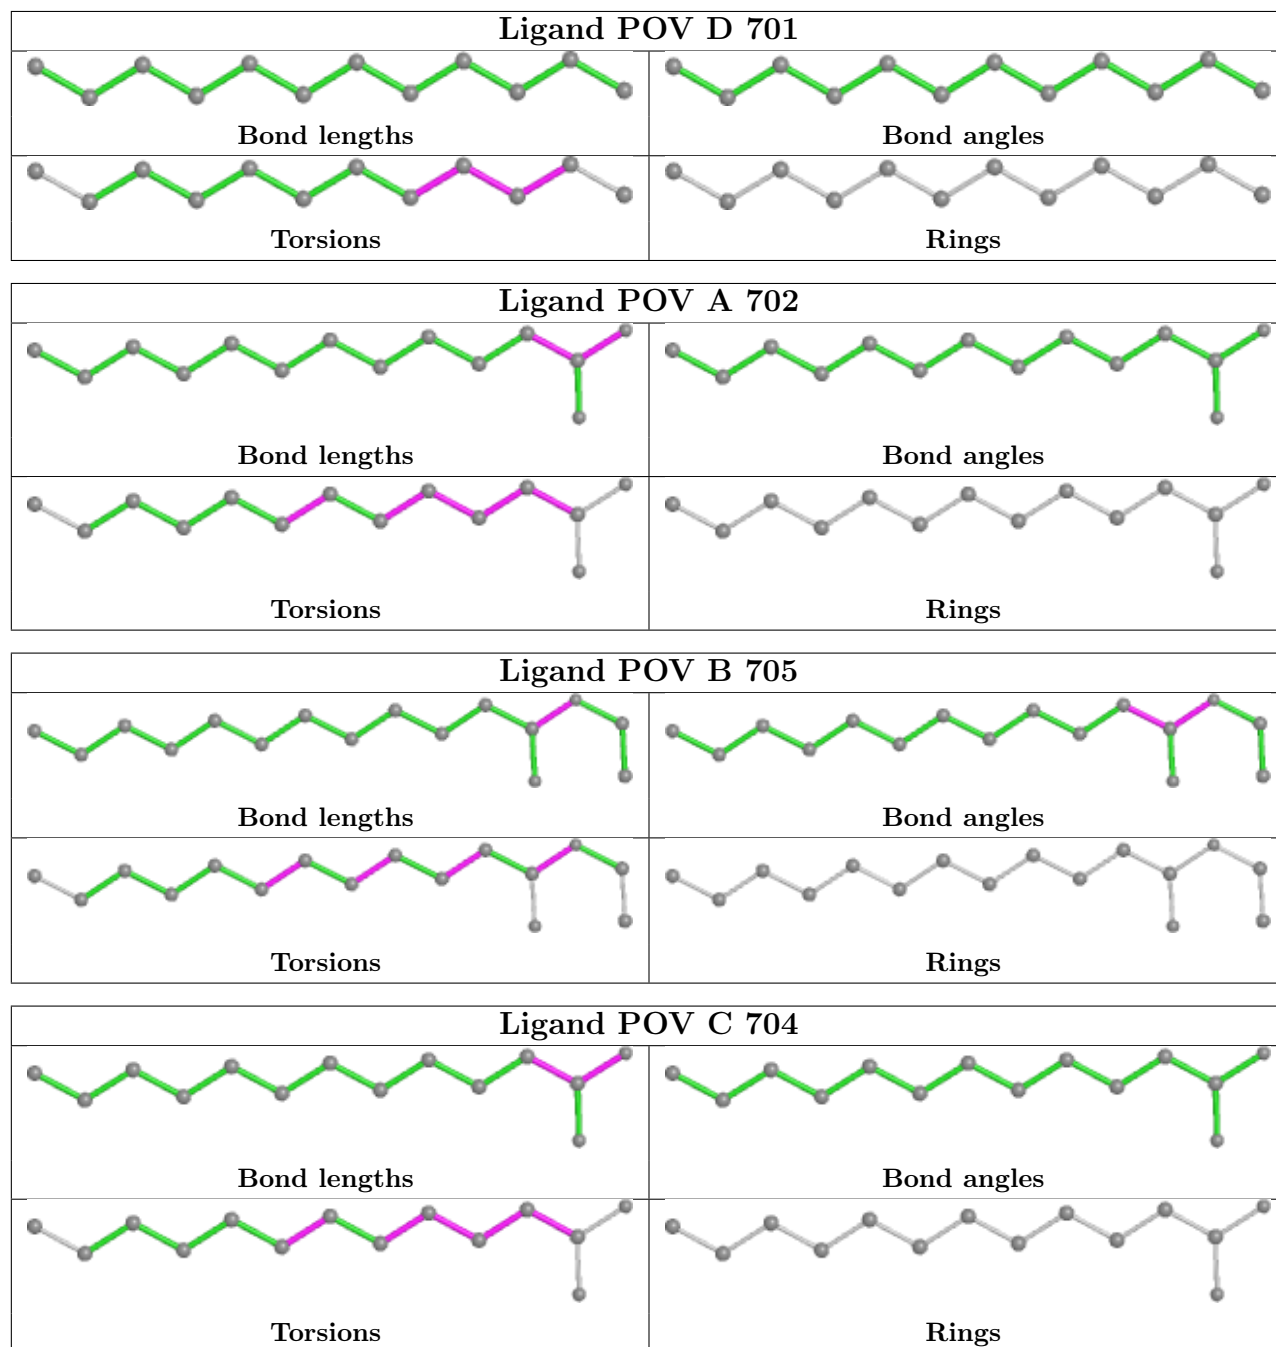 Ligand POV D 701
Bond lengths
Bond angles
Torsions
Rings
Ligand POV A 702
Bond lengths
Bond angles
Torsions
Rings
Ligand POV B 705
Bond lengths
Bond angles
Torsions
Rings
Ligand POV C 704
Bond lengths
Bond angles
Torsions
Rings